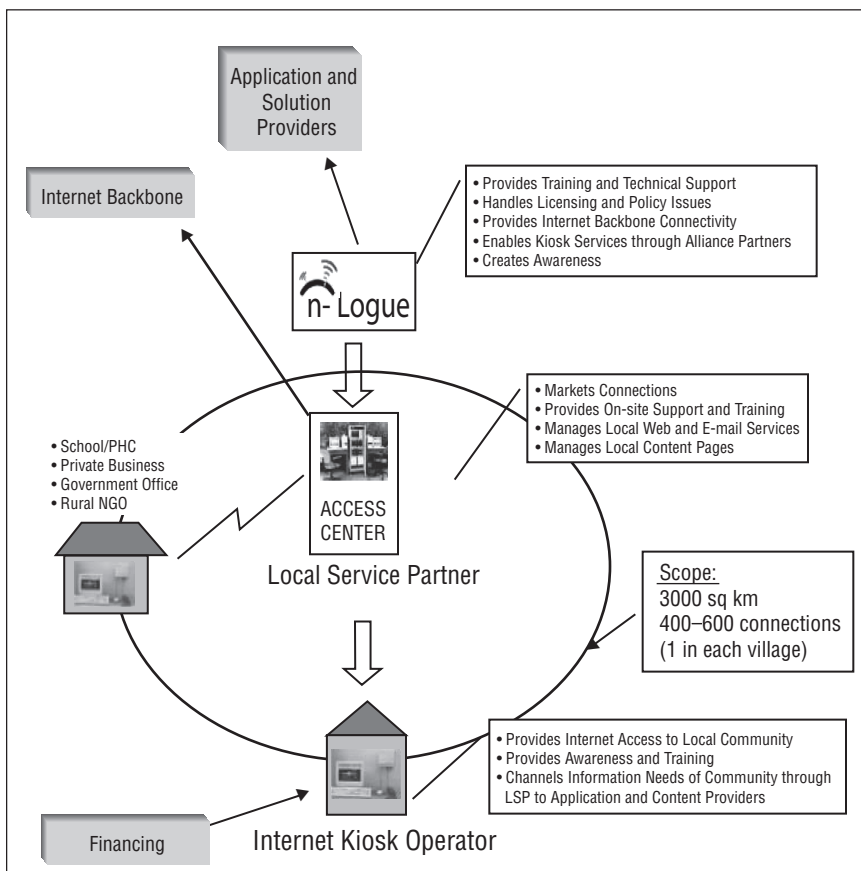 Application and
Solution
Providers
Internet Backbone
• Provides Training and Technical Support
• Handles Licensing and Policy Issues
• Provides Internet Backbone Connectivity
• Enables Kiosk Services through Alliance Partners
• Creates Awareness
n- Logue
• Markets Connections
• Provides On-site Support and Training
• Manages Local Web and E-mail Services
• Manages Local Content Pages
• School/PHC
• Private Business
• Government Office
• Rural NGO
ACCESS
CENTER
Local Service Partner
Scope:
3000 sq km
400–600 connections
(1 in each village)
• Provides Internet Access to Local Community
• Provides Awareness and Training
• Channels Information Needs of Community through
LSP to Application and Content Providers
Internet Kiosk Operator
Financing